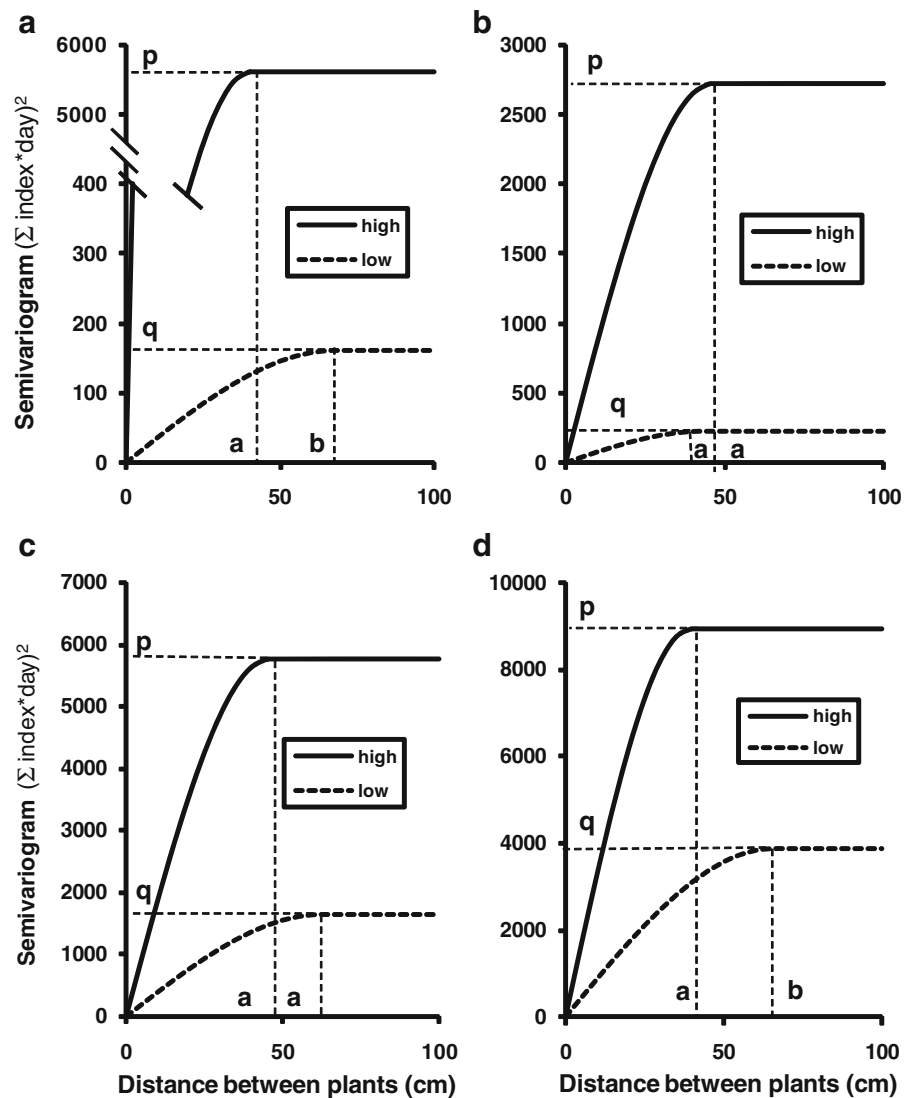 a
Semivariogram (Σ index*day)²
6000
5000
400
300
200
100
0
p
q
high
low
a
b
0
50
100
b
3000
2500
2000
1500
1000
500
0
p
q
high
low
a
a
0
50
100
c
Semivariogram (Σ index*day)²
7000
6000
5000
4000
3000
2000
1000
0
p
q
high
low
a
a
0
50
100
Distance between plants (cm)
d
10000
8000
6000
4000
2000
0
p
q
high
low
a
b
0
50
100
Distance between plants (cm)